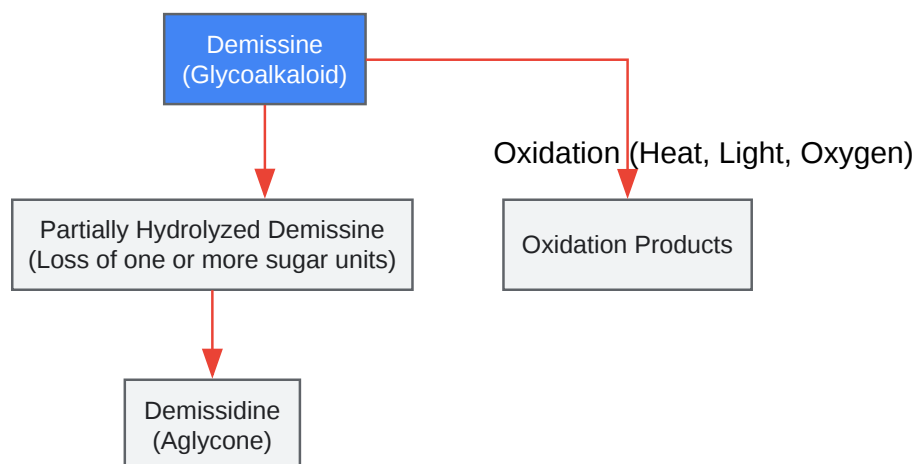 Demissine
(Glycoalkaloid)
Oxidation (Heat, Light, Oxygen)
Partially Hydrolyzed Demissine
(Loss of one or more sugar units)
Oxidation Products
Demissidine
(Aglycone)